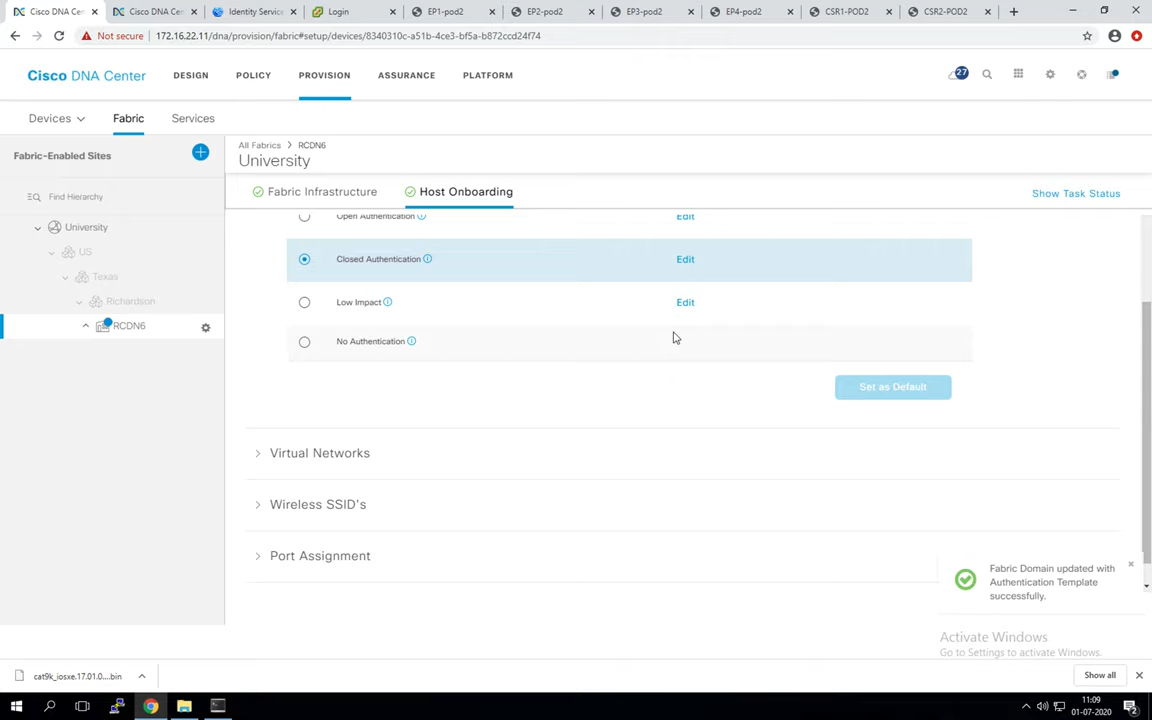 Cisco DNA Cen
Cisco DNA Cen
Identity Service
Login
EP1-pod2
EP2-pod2
EP3-pod2
EP4-pod2
CSR1-POD2
CSR2-POD2
Not secure 172.16.22.11/dna/provision/fabric#setup/devices/8340310c-a51b-4ce3-bf5a-b872ccd24f74
Cisco DNA Center DESIGN POLICY PROVISION ASSURANCE PLATFORM 27
Devices Fabric Services
Fabric-Enabled Sites
Find Hierarchy
University
US
Texas
Richardson
RCDN6
All Fabrics RCDN6
University
Fabric Infrastructure Host Onboarding Show Task Status
Open Authentication Edit
Closed Authentication Edit
Low Impact Edit
No Authentication
Set as Default
Virtual Networks
Wireless SSID's
Port Assignment
Fabric Domain updated with
Authentication Template
successfully.
Activate Windows
Go to Settings to activate Windows.
cat9k_iosxe.17.01.0....bin Show all
11:09
01-07-2020
2